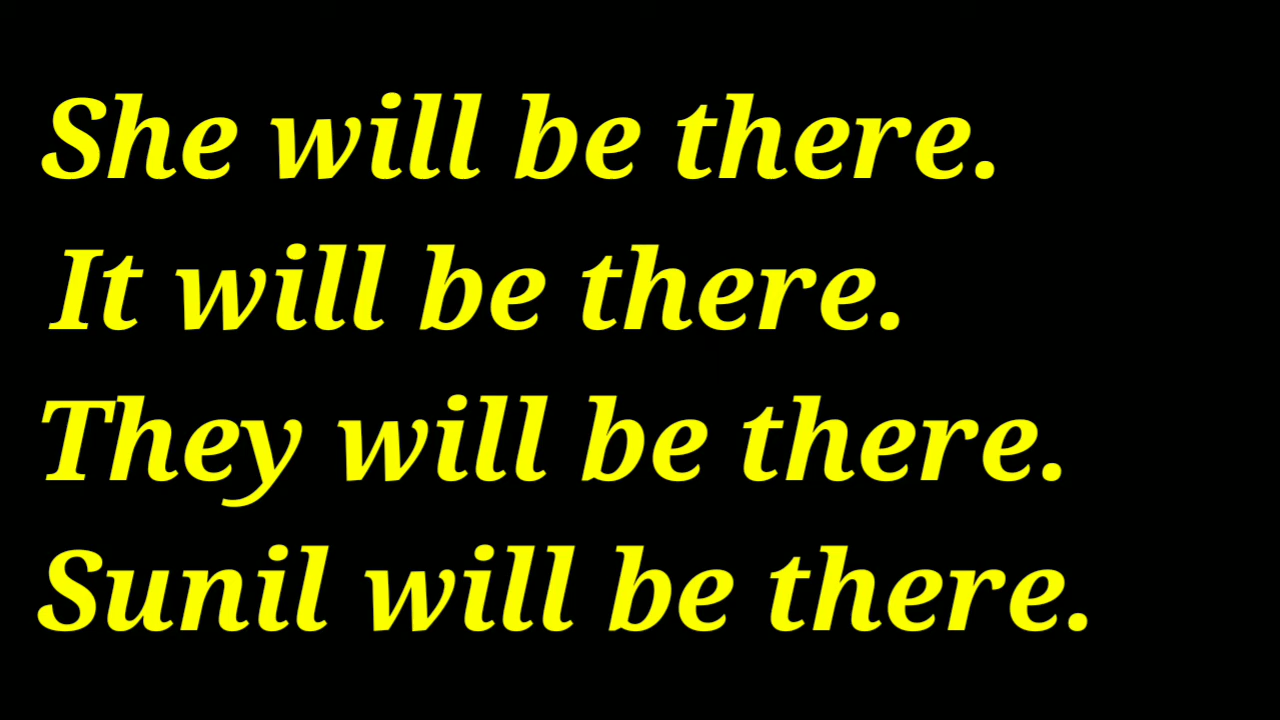 She will be there.
It will be there.
They will be there.
Sunil will be there.